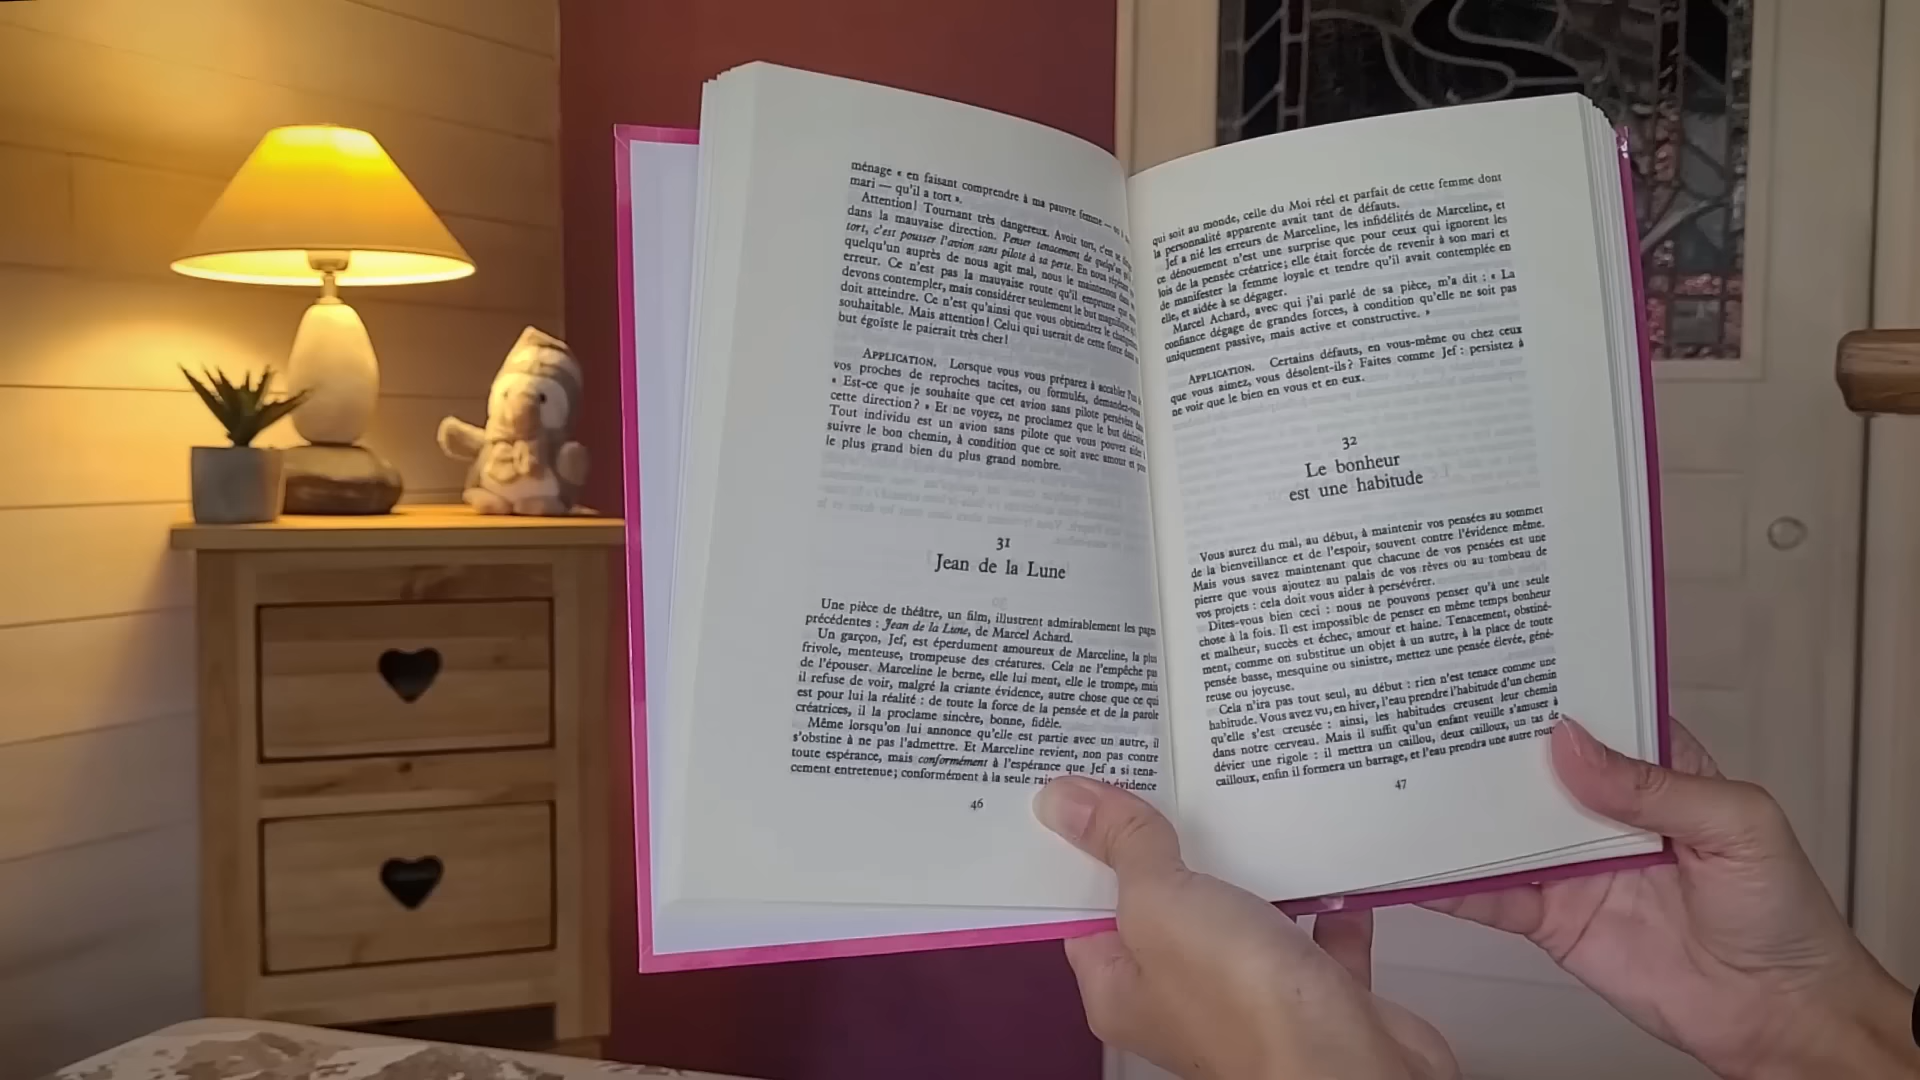 ménage « en faisant comprendre à ma pauvre femme —
mari — qu'il a tort ».
Attention! Tournant très dangereux. Avoir tort, c'est
dans la mauvaise direction. Penser tenacement de quelqu'un qu'il
tort, c'est pousser l'avion sans pilote à sa perte. En nous répétant
quelqu'un auprès de nous agit mal, nous le maintenons dans
erreur. Ce n'est pas la mauvaise route qu'il emprunte que nous
devons contempler, mais considérer seulement le but magnifique
doit atteindre. Ce n'est qu'ainsi que vous obtiendrez le changement
souhaitable. Mais attention! Celui qui userait de cette force dans
but égoïste le paierait très cher!
APPLICATION. Lorsque vous vous préparez à accabler l'un
vos proches de reproches tacites, ou formulés, demandez-vous
« Est-ce que je souhaite que cet avion sans pilote persévère dans
cette direction? » Et ne voyez, ne proclamez que le but
Tout individu est un avion sans pilote que vous pouvez aider à
suivre le bon chemin, à condition que ce soit avec amour et pour
le plus grand bien du plus grand nombre.
31
Jean de la Lune
Une pièce de théâtre, un film, illustrent admirablement les pages
précédentes : Jean de la Lune, de Marcel Achard.
Un garçon, Jef, est éperdument amoureux de Marceline, la plus
frivole, menteuse, trompeuse des créatures. Cela ne l'empêche pas
de l'épouser. Marceline le berne, elle lui ment, elle le trompe, mais
il refuse de voir, malgré la criante évidence, autre chose que ce qui
est pour lui la réalité : de toute la force de la pensée et de la parole
créatrices, il la proclame sincère, bonne, fidèle.
Même lorsqu'on lui annonce qu'elle est partie avec un autre, il
s'obstine à ne pas l'admettre. Et Marceline revient, non pas contre
toute espérance, mais conformément à l'espérance que Jef a si tena-
cement entretenue; conformément à la seule évidence
46
qui soit au monde, celle du Moi réel et parfait de cette femme dont
la personnalité apparente avait tant de défauts.
Jef a nié les erreurs de Marceline, les infidélités de Marceline, et
ce dénouement n'est une surprise que pour ceux qui ignorent les
lois de la pensée créatrice; elle était forcée de revenir à son mari et
de manifester la femme loyale et tendre qu'il avait contemplée en
elle, et aidée à se dégager.
Marcel Achard, avec qui j'ai parlé de sa pièce, m'a dit : « La
confiance dégage de grandes forces, à condition qu'elle ne soit pas
uniquement passive, mais active et constructive. »
APPLICATION. Certains défauts, en vous-même ou chez ceux
que vous aimez, vous désolent-ils? Faites comme Jef : persistez à
ne voir que le bien en vous et en eux.
32
Le bonheur
est une habitude
Vous aurez du mal, au début, à maintenir vos pensées au sommet
de la bienveillance et de l'espoir, souvent contre l'évidence même.
Mais vous savez maintenant que chacune de vos pensées est une
pierre que vous ajoutez au palais de vos rêves ou au tombeau de
vos projets : cela doit vous aider à persévérer.
Dites-vous bien ceci : nous ne pouvons penser qu'à une seule
chose à la fois. Il est impossible de penser en même temps bonheur
et malheur, succès et échec, amour et haine. Tenacement, obstiné-
ment, comme on substitue un objet à un autre, à la place de toute
pensée basse, mesquine ou sinistre, mettez une pensée élevée, géné-
reuse ou joyeuse.
Cela n'ira pas tout seul, au début : rien n'est tenace comme une
habitude. Vous avez vu, en hiver, l'eau prendre l'habitude d'un chemin
qu'elle s'est creusée : ainsi, les habitudes creusent leur chemin
dans notre cerveau. Mais il suffit qu'un enfant veuille s'amuser à
dévier une rigole : il mettra un caillou, deux cailloux, un tas de
cailloux, enfin il formera un barrage, et l'eau prendra une autre route.
47